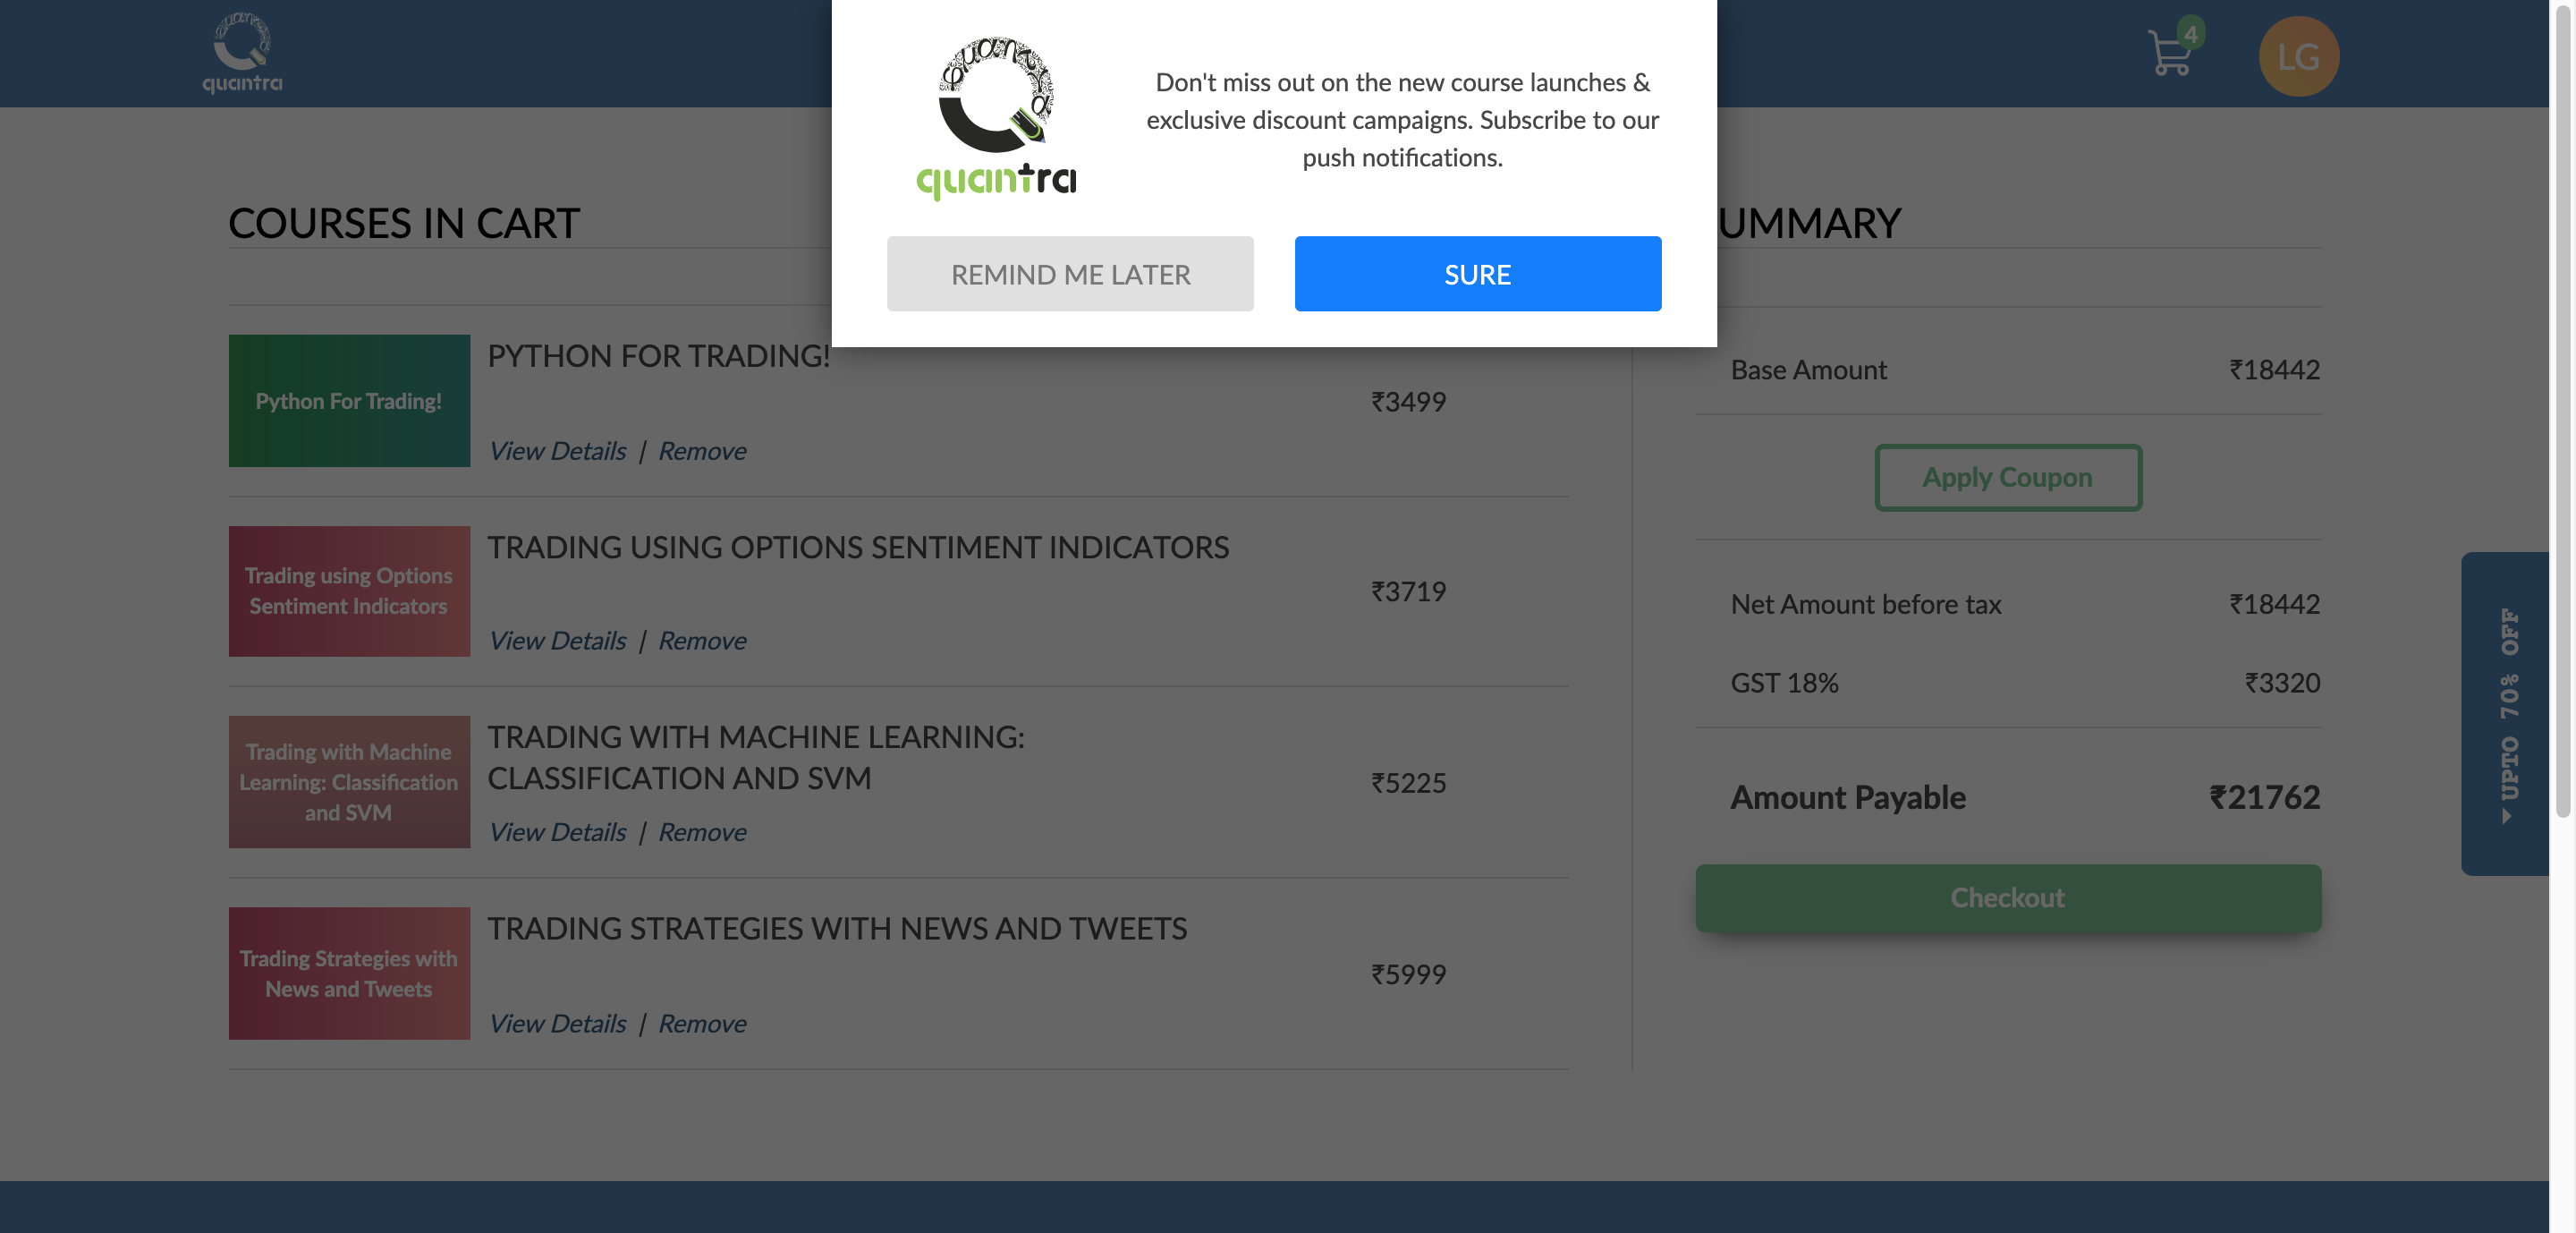 quantra
4
LG
Quantra
quantra
Don't miss out on the new course launches &
exclusive discount campaigns. Subscribe to our
push notifications.
REMIND ME LATER
SURE
COURSES IN CART
Python For Trading!
PYTHON FOR TRADING!
₹3499
View Details | Remove
Trading using Options
Sentiment Indicators
TRADING USING OPTIONS SENTIMENT INDICATORS
₹3719
View Details | Remove
Trading with Machine
Learning: Classification
and SVM
TRADING WITH MACHINE LEARNING:
CLASSIFICATION AND SVM
₹5225
View Details | Remove
Trading Strategies with
News and Tweets
TRADING STRATEGIES WITH NEWS AND TWEETS
₹5999
View Details | Remove
UMMARY
Base Amount ₹18442
Apply Coupon
Net Amount before tax ₹18442
GST 18% ₹3320
Amount Payable ₹21762
Checkout
UPTO 70% OFF